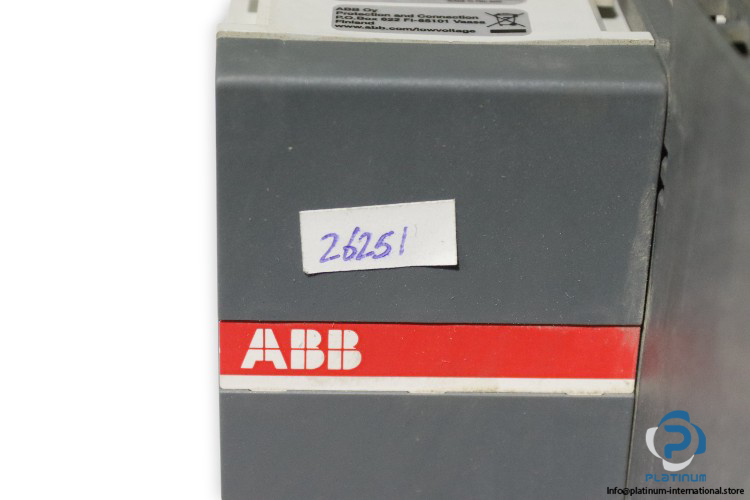 ABB Oy
Protection and Connection
P.O.Box 622 FI-65101 Vaasa
Finland
www.abb.com/lowvoltage
26251
ABB
PLATINUM
Info@platinum-international.store